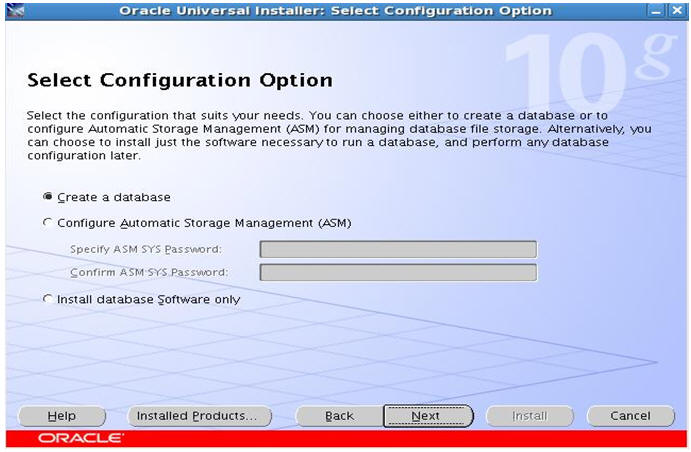 Oracle Universal Installer: Select Configuration Option
10g
Select Configuration Option
Select the configuration that suits your needs. You can choose either to create a database or to
configure Automatic Storage Management (ASM) for managing database file storage. Alternatively, you
can choose to install just the software necessary to run a database, and perform any database
configuration later.
Create a database
Configure Automatic Storage Management (ASM)
Specify ASM SYS Password:
Confirm ASM SYS Password:
Install database Software only
Help Installed Products... Back Next Install Cancel
ORACLE